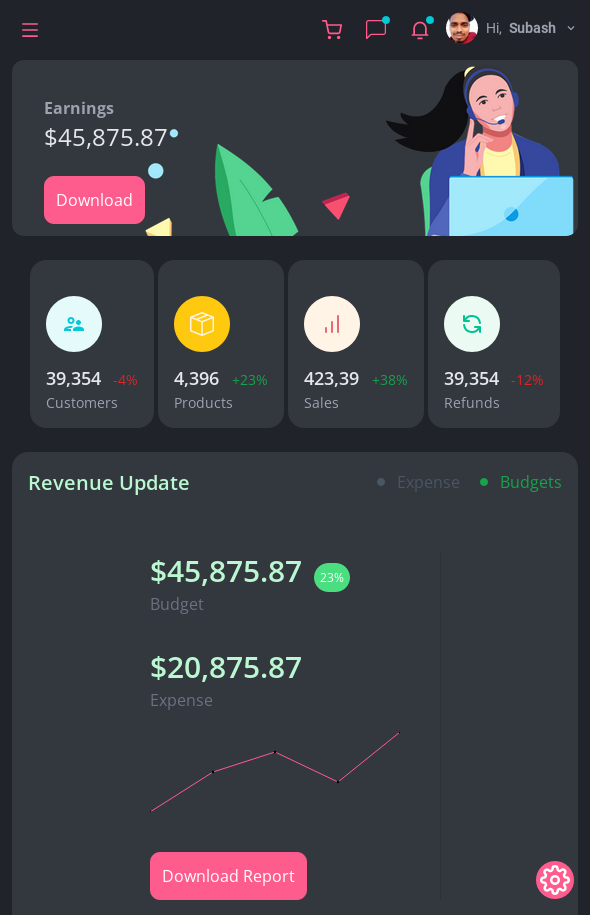 Hi, Subash
Earnings
$45,875.87
Download
39,354 -4%
Customers
4,396 +23%
Products
423,39 +38%
Sales
39,354 -12%
Refunds
Revenue Update
Expense
Budgets
$45,875.87 23%
Budget
$20,875.87
Expense
Download Report